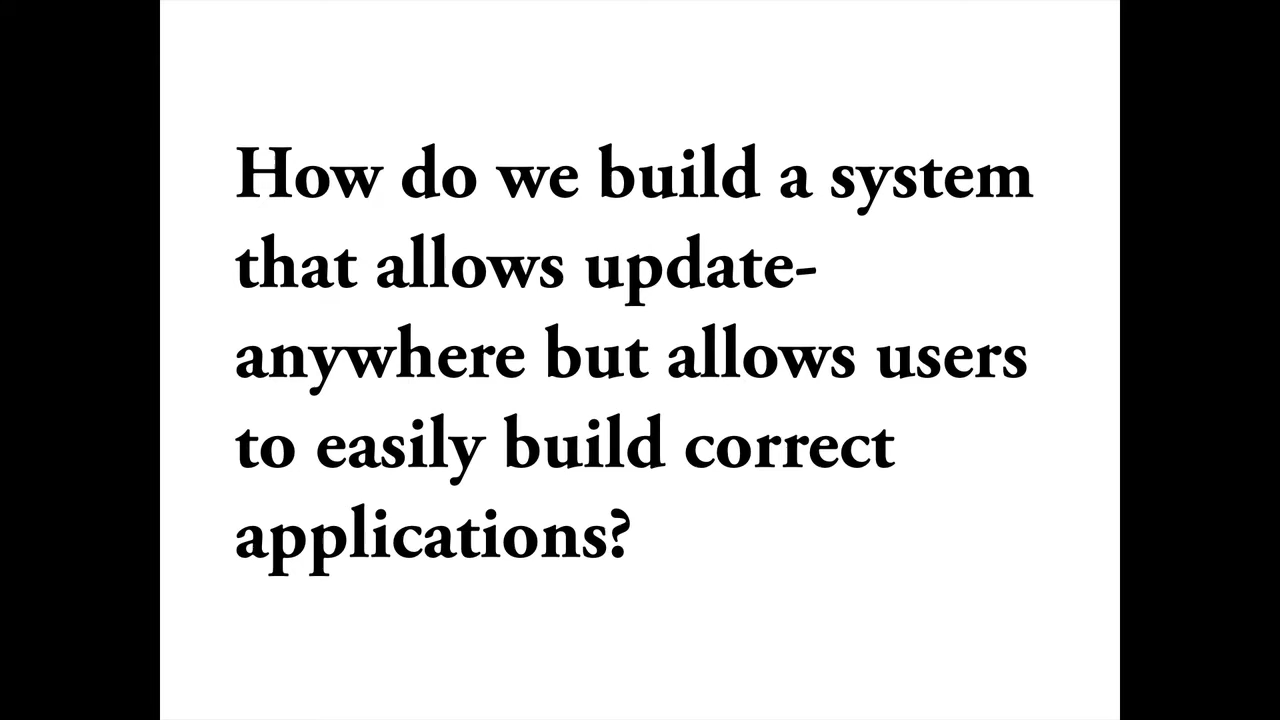 How do we build a system
that allows update-
anywhere but allows users
to easily build correct
applications?